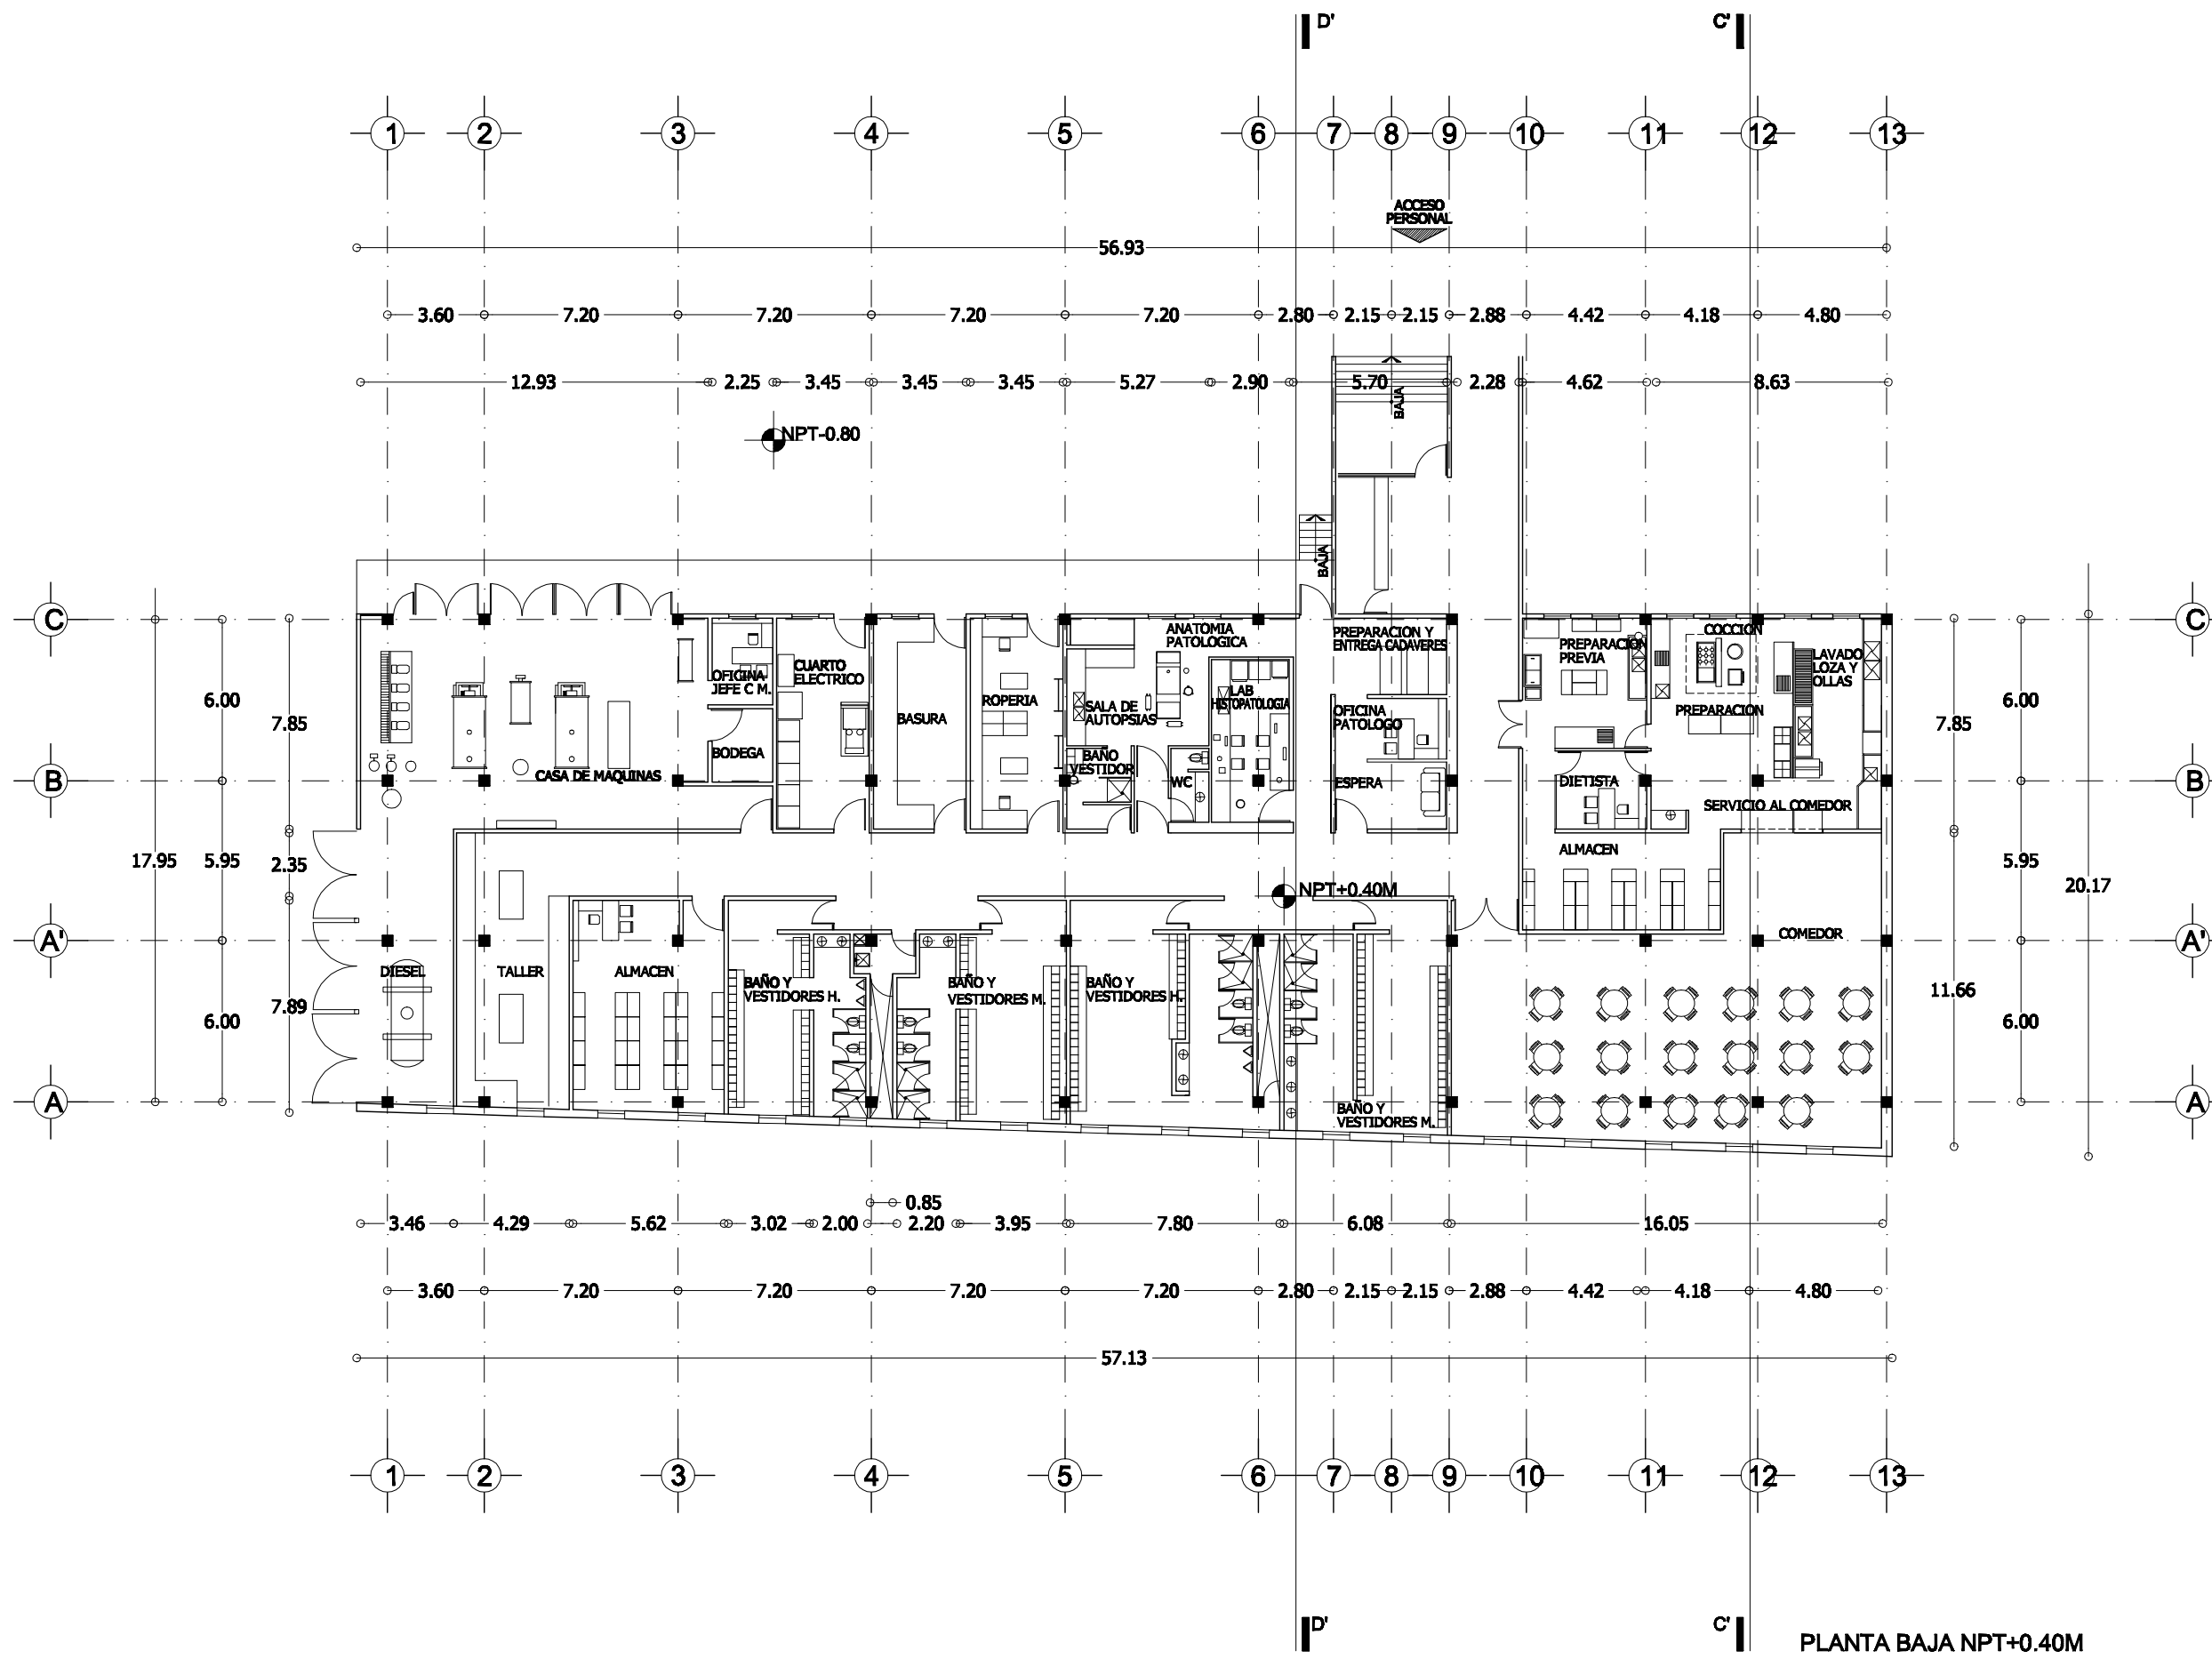 D'
C'
1 2 3 4 5 6 7 8 9 10 11 12 13
ACCESO
PERSONAL
56.93
3.60 7.20 7.20 7.20 7.20 2.80 2.15 2.15 2.88 4.42 4.18 4.80
12.93 2.25 3.45 3.45 3.45 5.27 2.90 5.70 2.28 4.62 8.63
BAJA
NPT-0.80
BAJA
C
C
ANATOMIA
PATOLOGICA
PREPARACION Y
ENTREGA CADAVERES
COCCION
PREPARACION
PREVIA
LAVADO
LOZA Y
OLLAS
CUARTO
ELECTRICO
OFICINA
JEFE C M.
LAB
HISTOPATOLOGIA
ROPERIA
SALA DE
AUTOPSIAS
OFICINA
PATOLOGO
PREPARACION
BASURA
6.00
7.85
7.85
6.00
BODEGA
BAÑO
VESTIDOR
CASA DE MAQUINAS
WC
ESPERA
DIETISTA
B
B
SERVICIO AL COMEDOR
ALMACEN
17.95
5.95
2.35
5.95
20.17
NPT+0.40M
A'
A'
COMEDOR
DIESEL
TALLER
ALMACEN
BAÑO Y
VESTIDORES H.
BAÑO Y
VESTIDORES M.
BAÑO Y
VESTIDORES H.
7.89
6.00
11.66
6.00
A
A
BAÑO Y
VESTIDORES M.
0.85
3.46 4.29 5.62 3.02 2.00 2.20 3.95 7.80 6.08 16.05
3.60 7.20 7.20 7.20 7.20 2.80 2.15 2.15 2.88 4.42 4.18 4.80
57.13
1 2 3 4 5 6 7 8 9 10 11 12 13
D'
C'
PLANTA BAJA NPT+0.40M